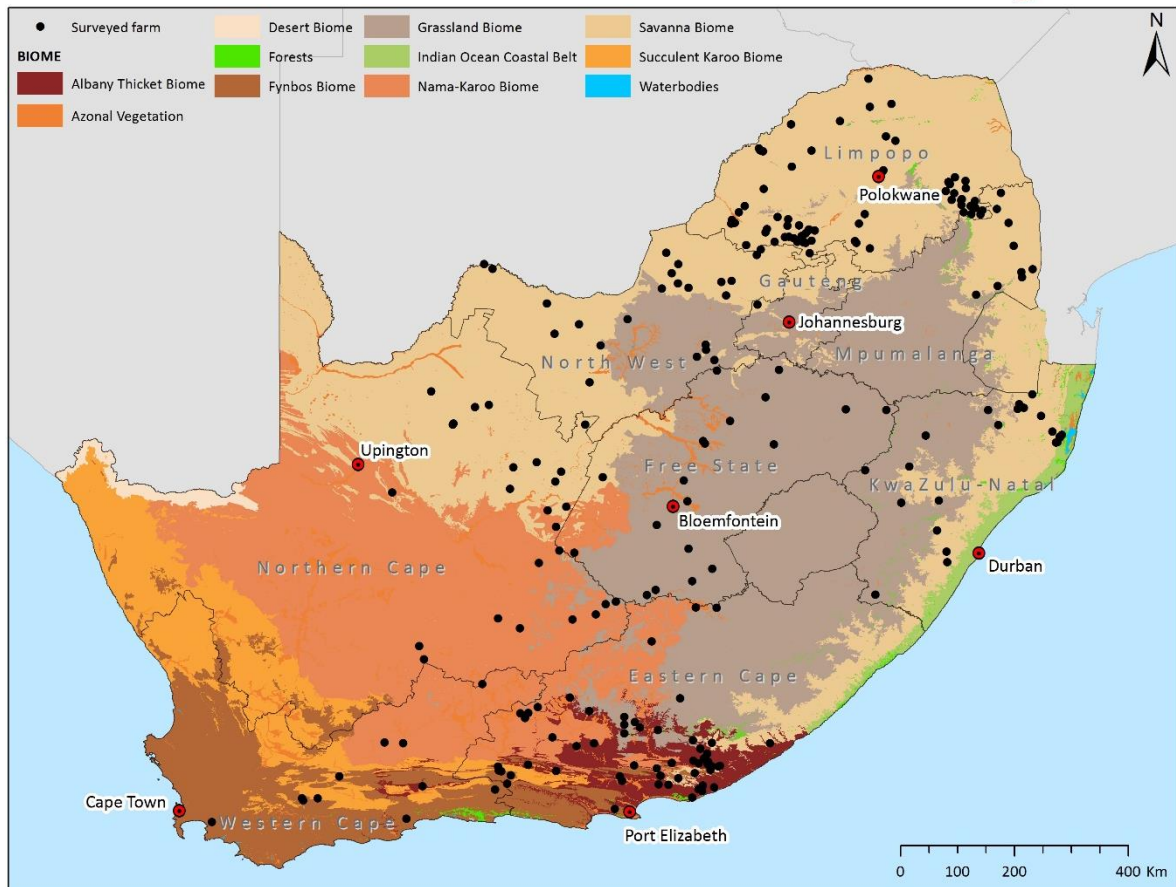 Surveyed farm
BIOME
Albany Thicket Biome
Azonal Vegetation
Desert Biome
Forests
Fynbos Biome
Grassland Biome
Indian Ocean Coastal Belt
Nama-Karoo Biome
Savanna Biome
Succulent Karoo Biome
Waterbodies
N
Limpopo
Polokwane
Gauteng
Johannesburg
North West
Mpumalanga
Upington
Free State
KwaZulu-Natal
Bloemfontein
Durban
Northern Cape
Eastern Cape
Cape Town
Western Cape
Port Elizabeth
0 100 200 400 Km